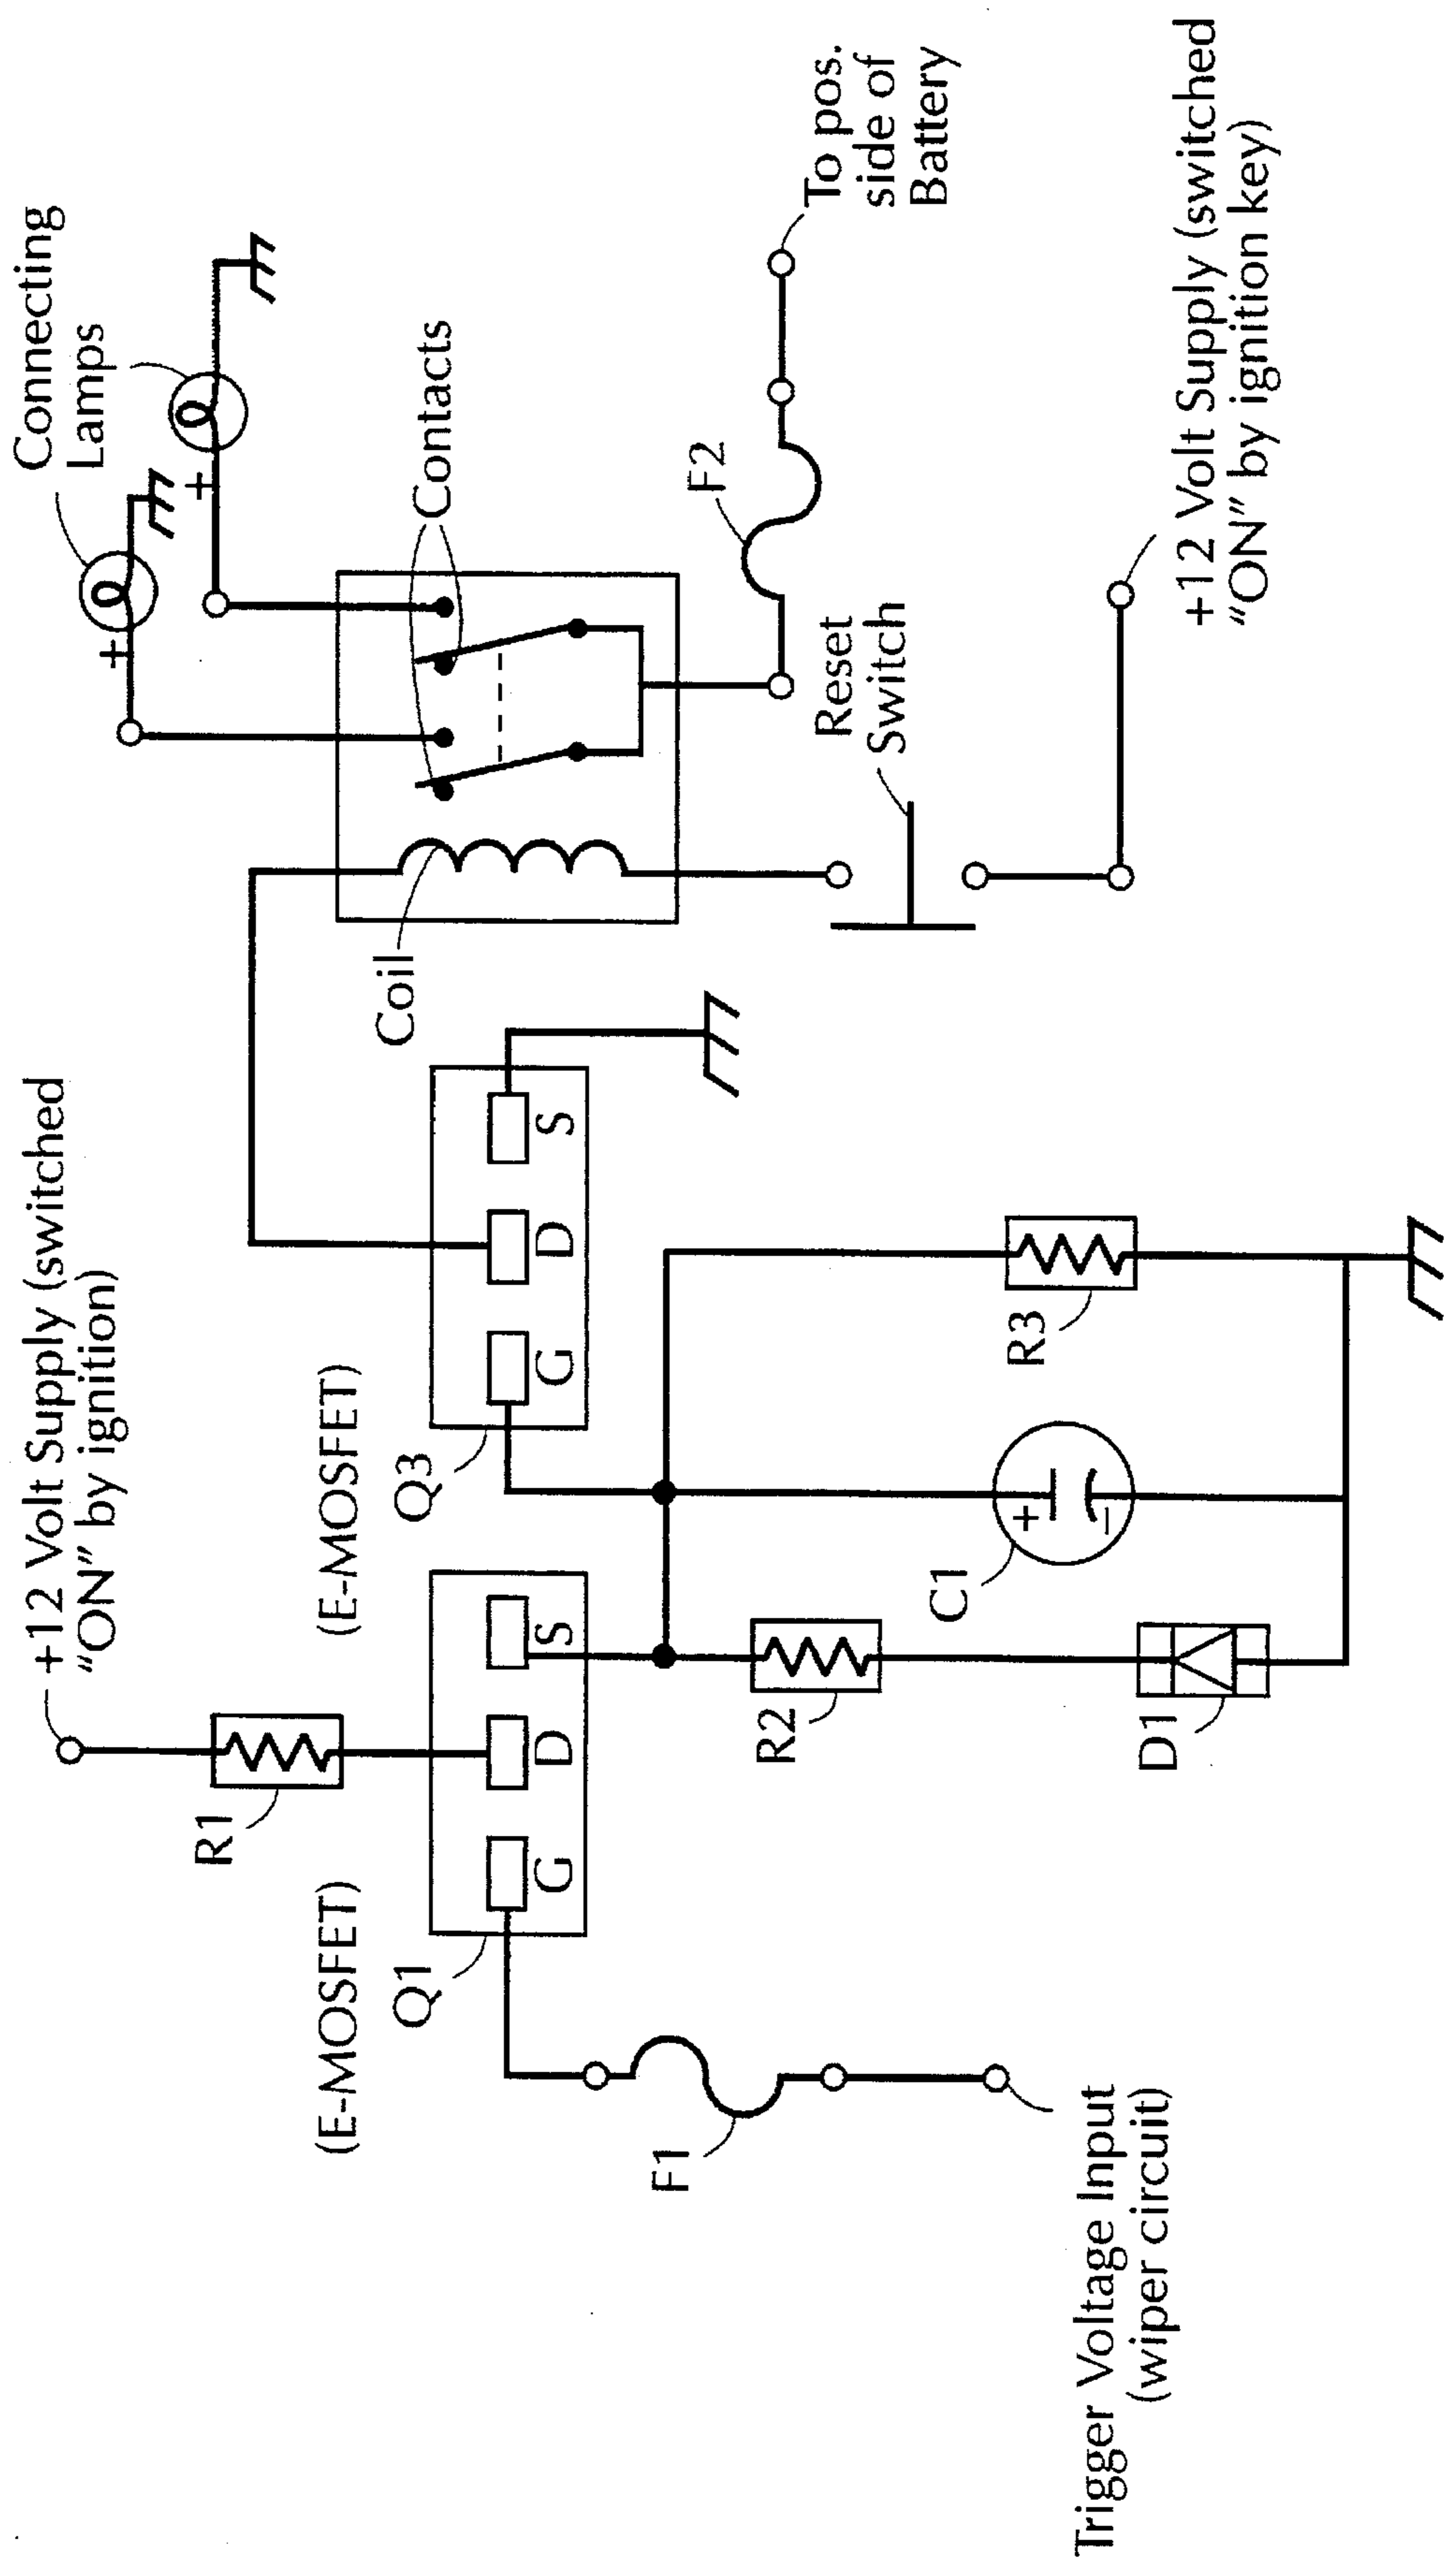 +12 Volt Supply (switched
"ON" by ignition)
Connecting
Lamps
R1
+
+
(E-MOSFET)
(E-MOSFET)
Q1
Q3
Coil
Contacts
G
D
S
G
D
S
F1
F2
To pos.
side of
Battery
R2
C1
+
–
R3
Reset
Switch
D1
Trigger Voltage Input
(wiper circuit)
+12 Volt Supply (switched
"ON" by ignition key)